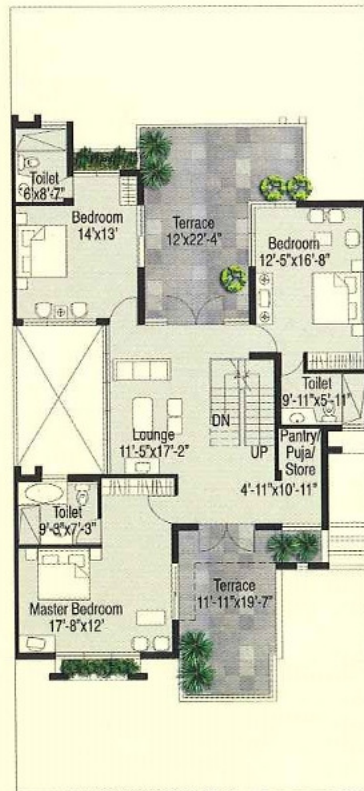 Toilet
6'x8'-7"
Bedroom
14'x13'
Terrace
12'x22'-4"
Bedroom
12'-5"x16'-8"
Toilet
9'-11"x5'-11"
Lounge
11'-5"x17'-2"
DN
UP
Pantry/
Puja/
Store
4'-11"x10'-11"
Toilet
9'-8"x7'-3"
Master Bedroom
17'-8"x12'
Terrace
11'-11"x19'-7"